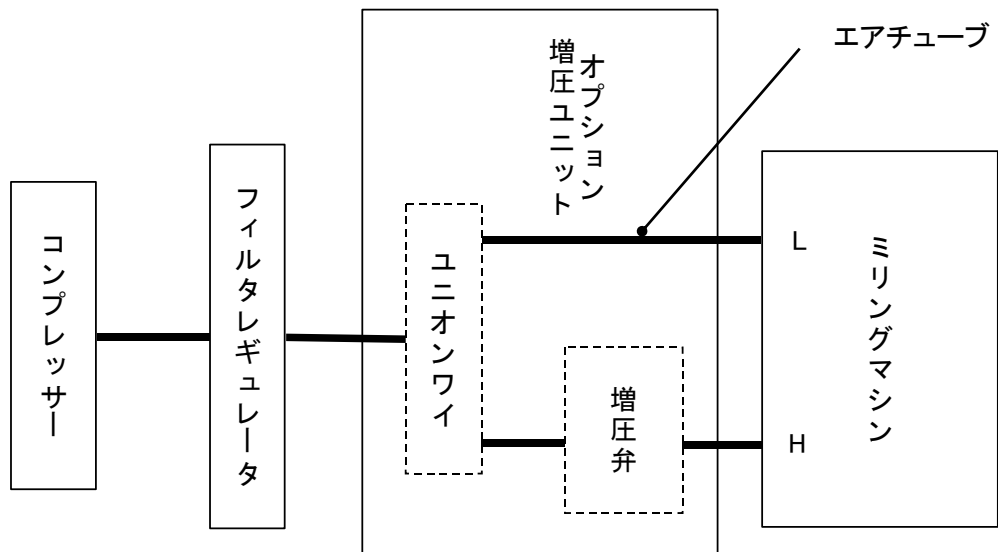 コンプレッサー
フィルタレギュレータ
オプション
増圧ユニット
ユニオンワイ
増圧弁
エアチューブ
L
H
ミリングマシン